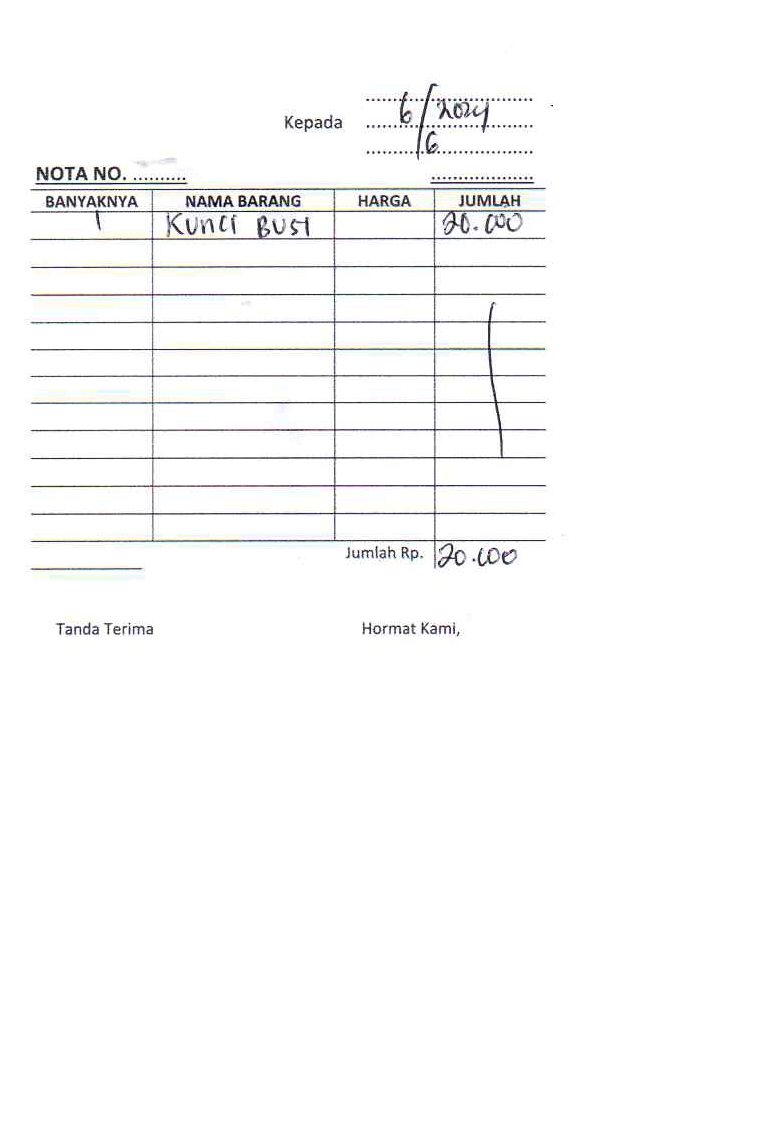 6/2024
Kepada
/6
NOTA NO. ..........
BANYAKNYA NAMA BARANG HARGA JUMLAH
1 KUNCI BUSI 20.000
Jumlah Rp. 20.000
Tanda Terima Hormat Kami,